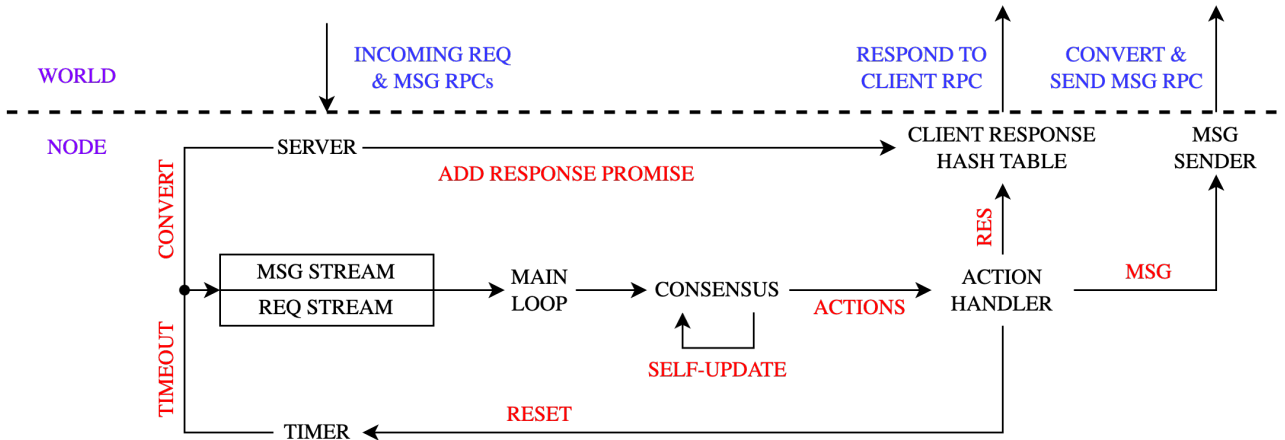 INCOMING REQ
& MSG RPCs
RESPOND TO
CLIENT RPC
CONVERT &
SEND MSG RPC
WORLD
NODE
SERVER
ADD RESPONSE PROMISE
CLIENT RESPONSE
HASH TABLE
MSG
SENDER
CONVERT
RES
MSG STREAM
REQ STREAM
MAIN
LOOP
CONSENSUS
ACTIONS
ACTION
HANDLER
MSG
SELF-UPDATE
TIMEOUT
RESET
TIMER